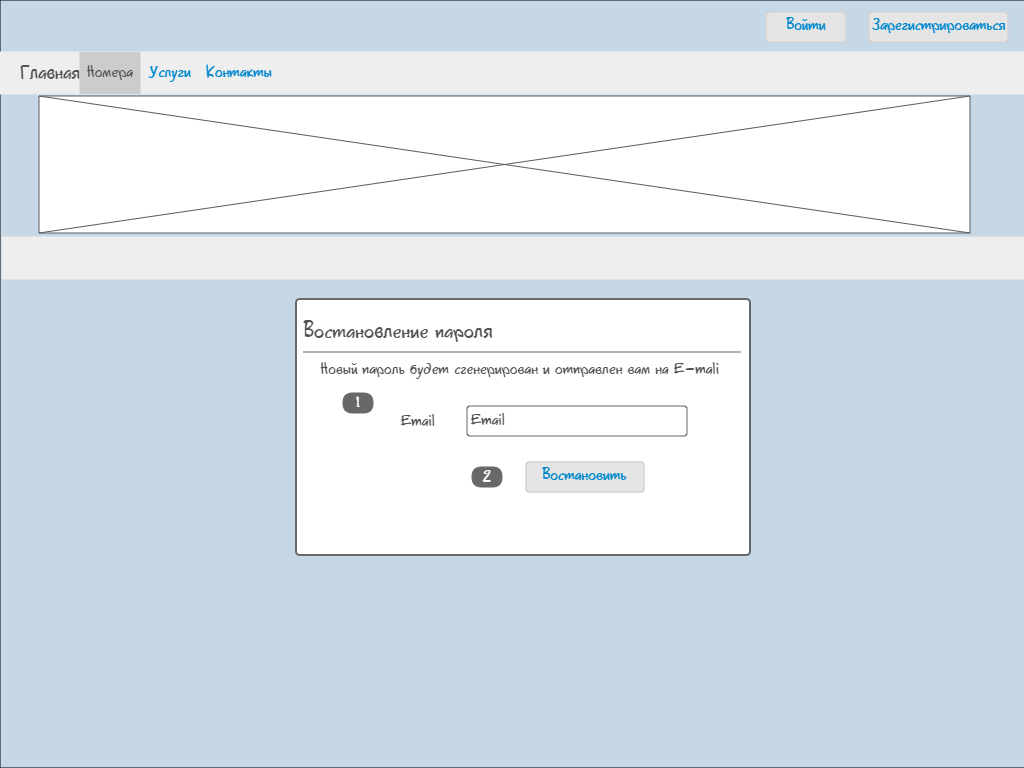 Войти Зарегистрироваться
Главная Номера Услуги Контакты
Востановление пароля
Новый пароль будет сгенерирован и отправлен вам на E-mali
1
Email Email
2 Востановить